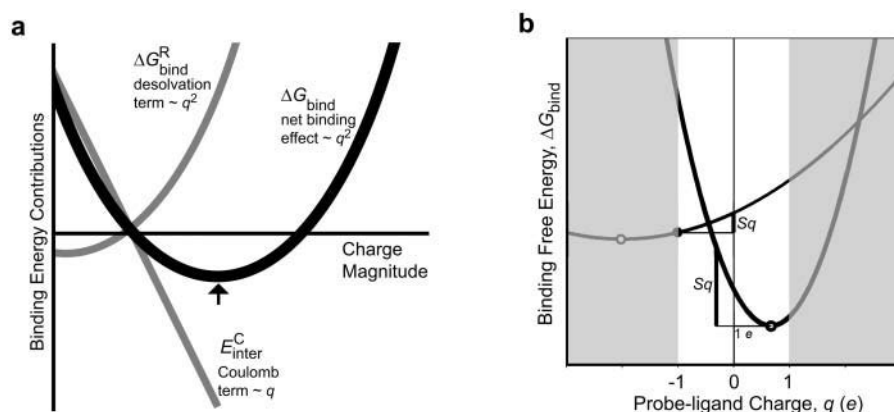 a
Binding Energy Contributions
ΔG^R_bind
desolvation
term ~ q²
ΔG_bind
net binding
effect ~ q²
Charge
Magnitude
E^C_inter
Coulomb
term ~ q
b
Binding Free Energy, ΔG_bind
Sq
Sq
1 e
-1
0
1
Probe-ligand Charge, q (e)